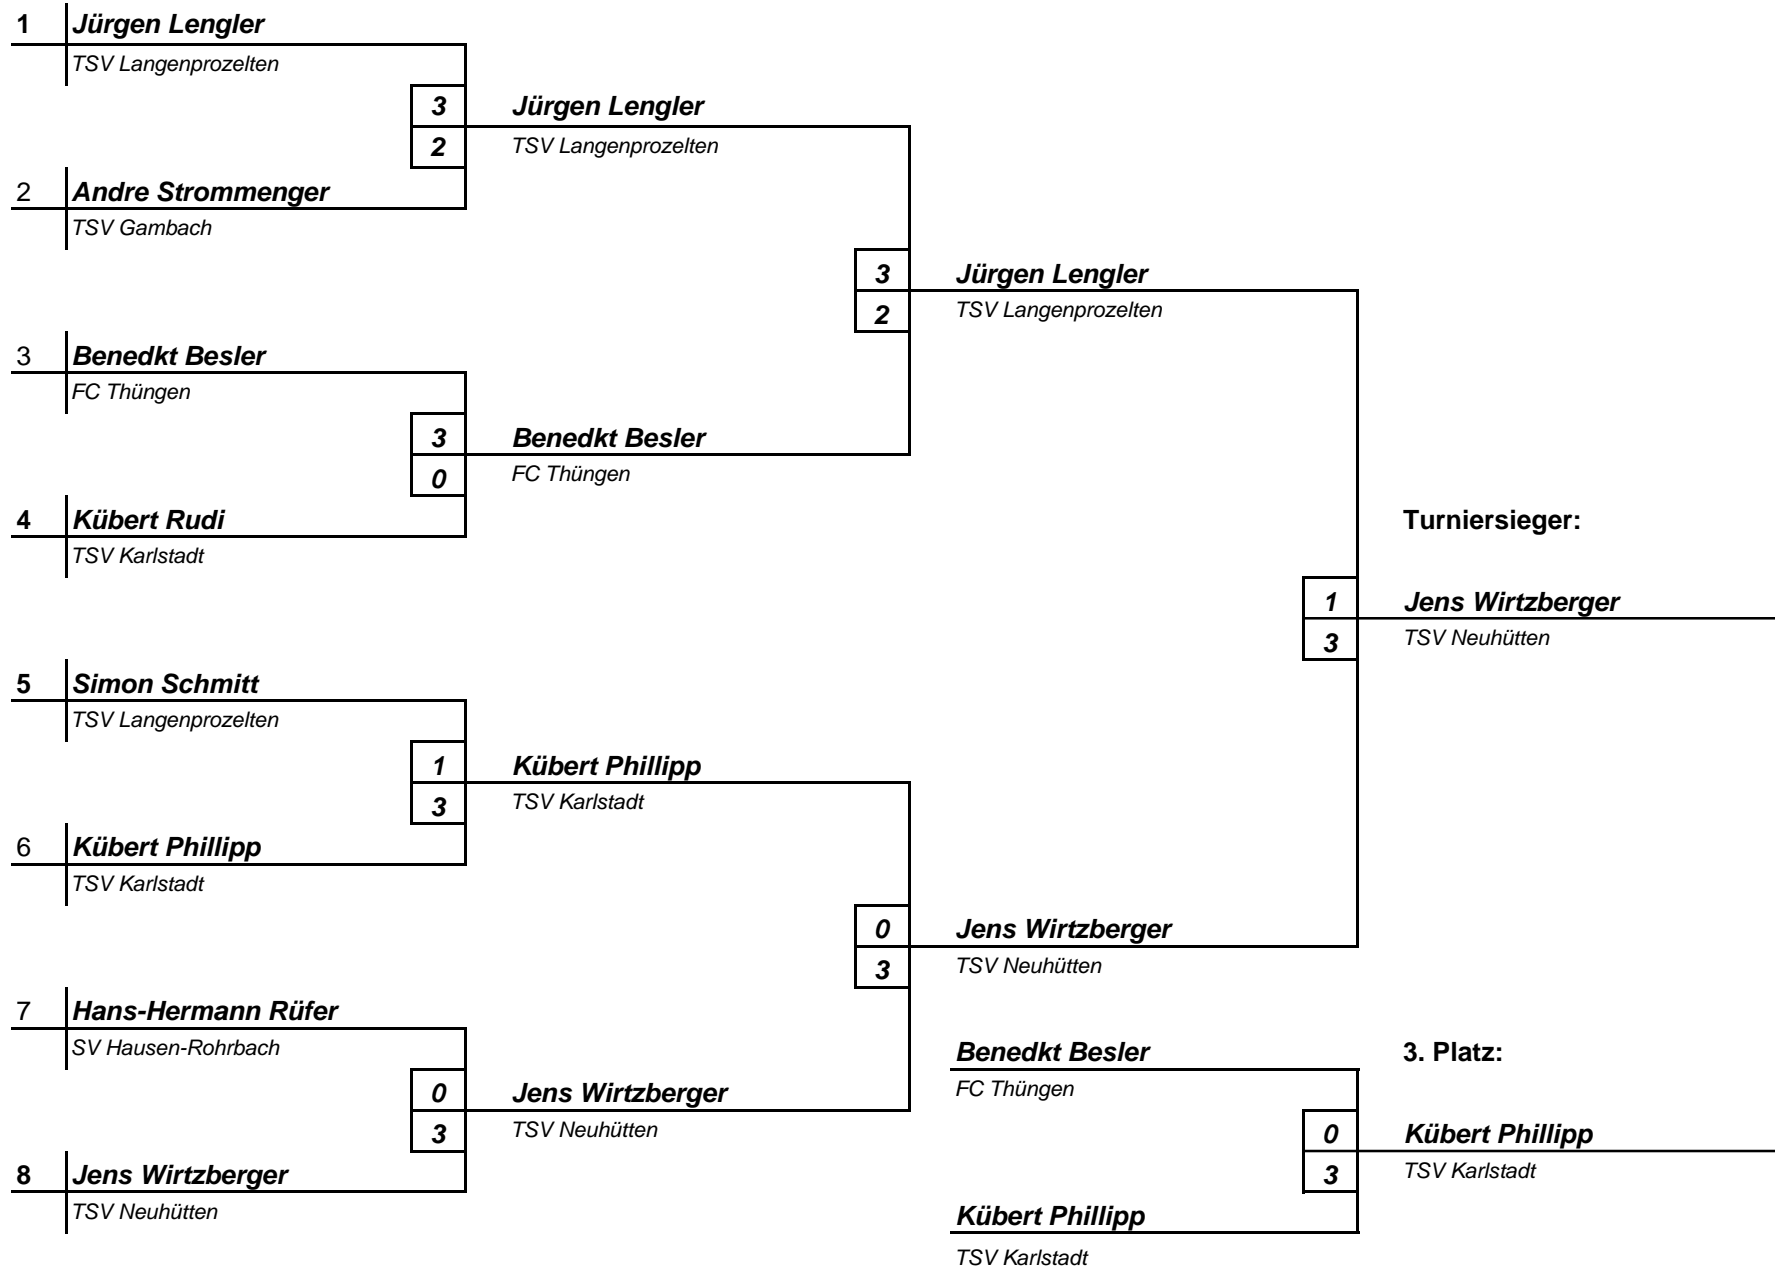 1 Jürgen Lengler
TSV Langenprozelten
3 Jürgen Lengler
2 TSV Langenprozelten
2 Andre Strommenger
TSV Gambach
3 Jürgen Lengler
2 TSV Langenprozelten
3 Benedkt Besler
FC Thüngen
3 Benedkt Besler
0 FC Thüngen
4 Kübert Rudi
TSV Karlstadt
Turniersieger:
1 Jens Wirtzberger
3 TSV Neuhütten
5 Simon Schmitt
TSV Langenprozelten
1 Kübert Phillipp
3 TSV Karlstadt
6 Kübert Phillipp
TSV Karlstadt
0 Jens Wirtzberger
3 TSV Neuhütten
7 Hans-Hermann Rüfer
SV Hausen-Rohrbach
0 Jens Wirtzberger
3 TSV Neuhütten
8 Jens Wirtzberger
TSV Neuhütten
Benedkt Besler
FC Thüngen
3. Platz:
0 Kübert Phillipp
3 TSV Karlstadt
Kübert Phillipp
TSV Karlstadt